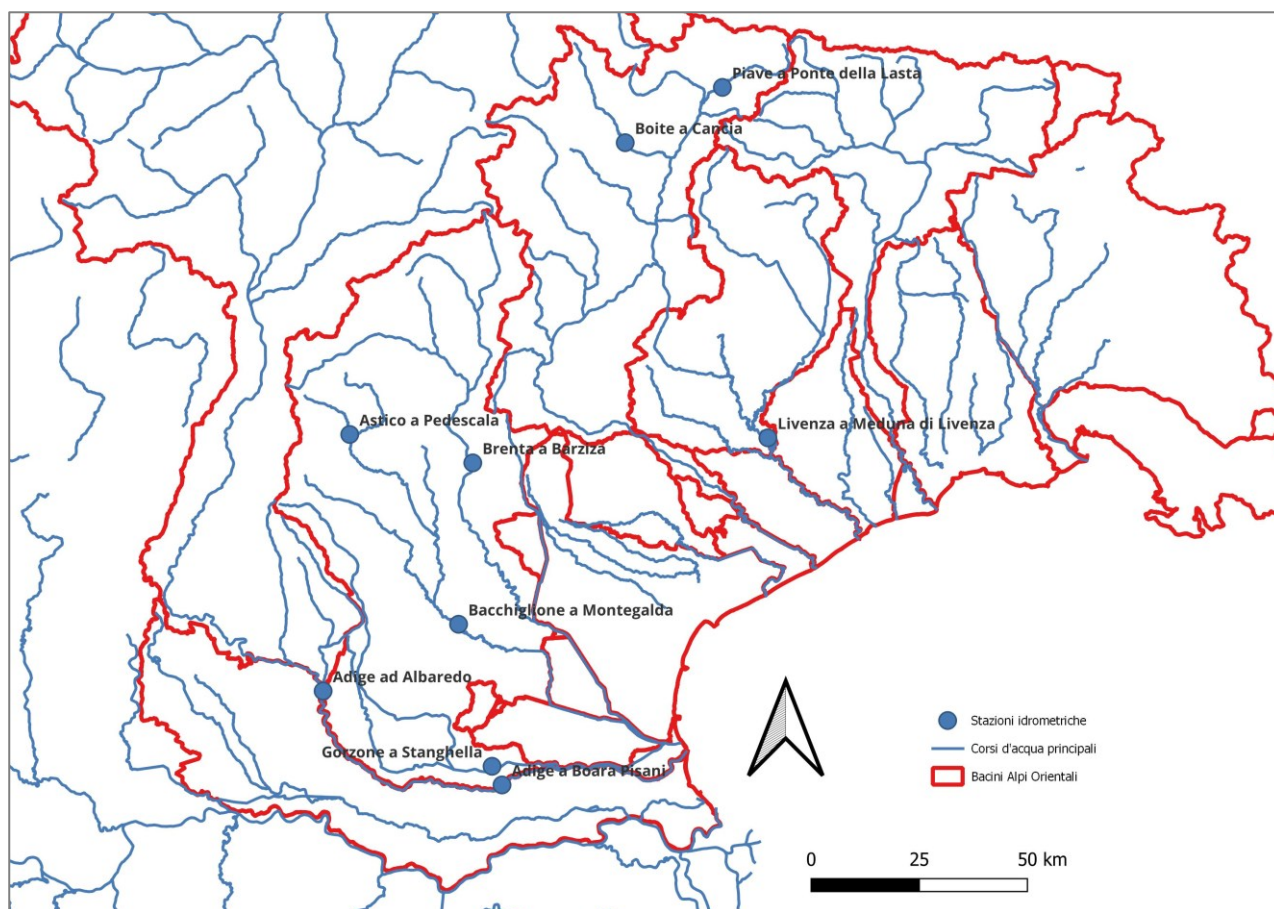 Piave a Ponte della Lasta
Boite a Cancia
Astico a Pedescala
Livenza a Meduna di Livenza
Brenta a Barziza
Bacchiglione a Montegalda
Adige ad Albaredo
Gorzone a Stanghella
Adige a Boara Pisani
Stazioni idrometriche
Corsi d'acqua principali
Bacini Alpi Orientali
0 25 50 km